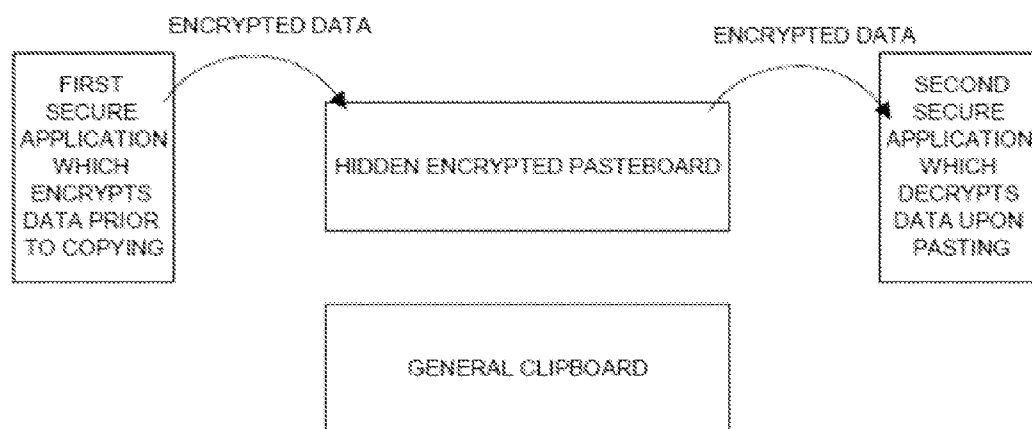 ENCRYPTED DATA
ENCRYPTED DATA
FIRST
SECURE
APPLICATION
WHICH
ENCRYPTS
DATA PRIOR
TO COPYING
HIDDEN ENCRYPTED PASTEBOARD
SECOND
SECURE
APPLICATION
WHICH
DECRYPTS
DATA UPON
PASTING
GENERAL CLIPBOARD